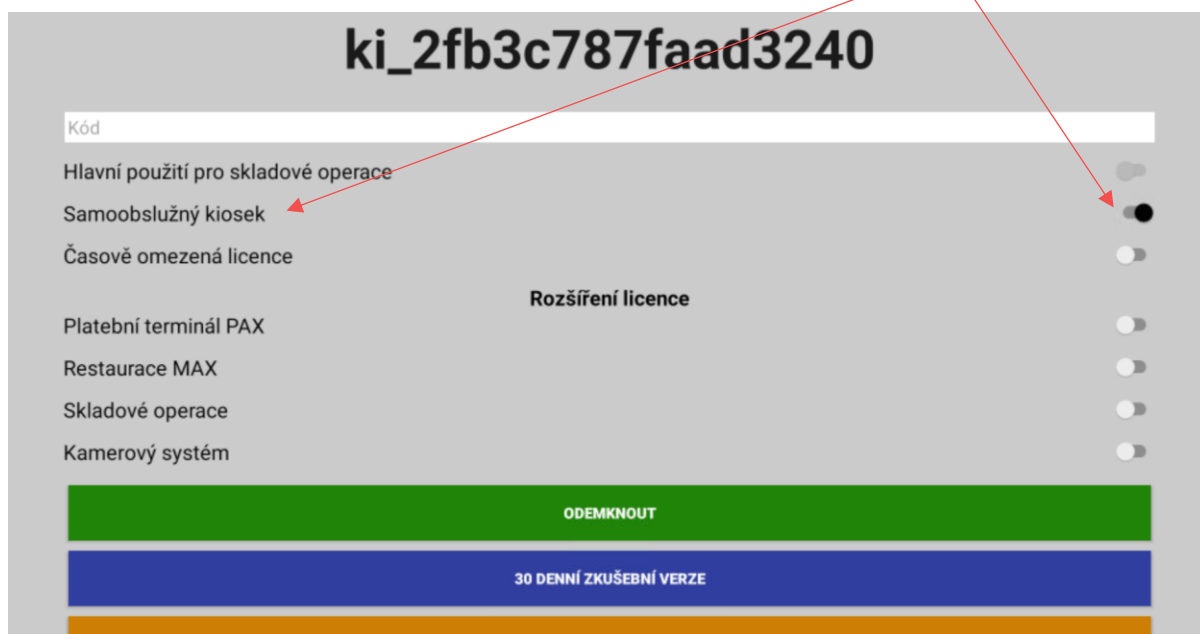 ki_2fb3c787faad3240
Kód
Hlavní použití pro skladové operace
Samoobslužný kiosek
Časově omezená licence
Rozšíření licence
Platební terminál PAX
Restaurace MAX
Skladové operace
Kamerový systém
ODEMKNOUT
30 DENNÍ ZKUŠEBNÍ VERZE